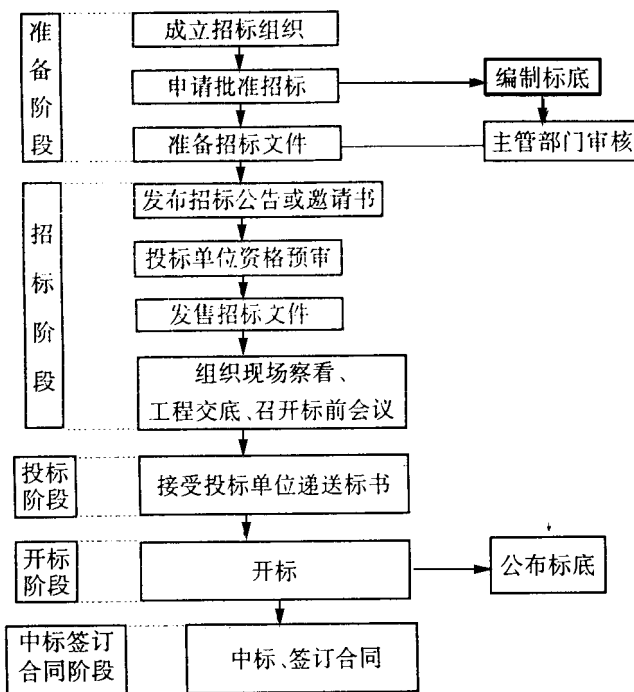 准备阶段
成立招标组织
申请批准招标
编制标底
准备招标文件
主管部门审核
招标阶段
发布招标公告或邀请书
投标单位资格预审
发售招标文件
组织现场察看、
工程交底、召开标前会议
投标
阶段
接受投标单位递送标书
开标
阶段
开标
公布标底
中标签订
合同阶段
中标、签订合同